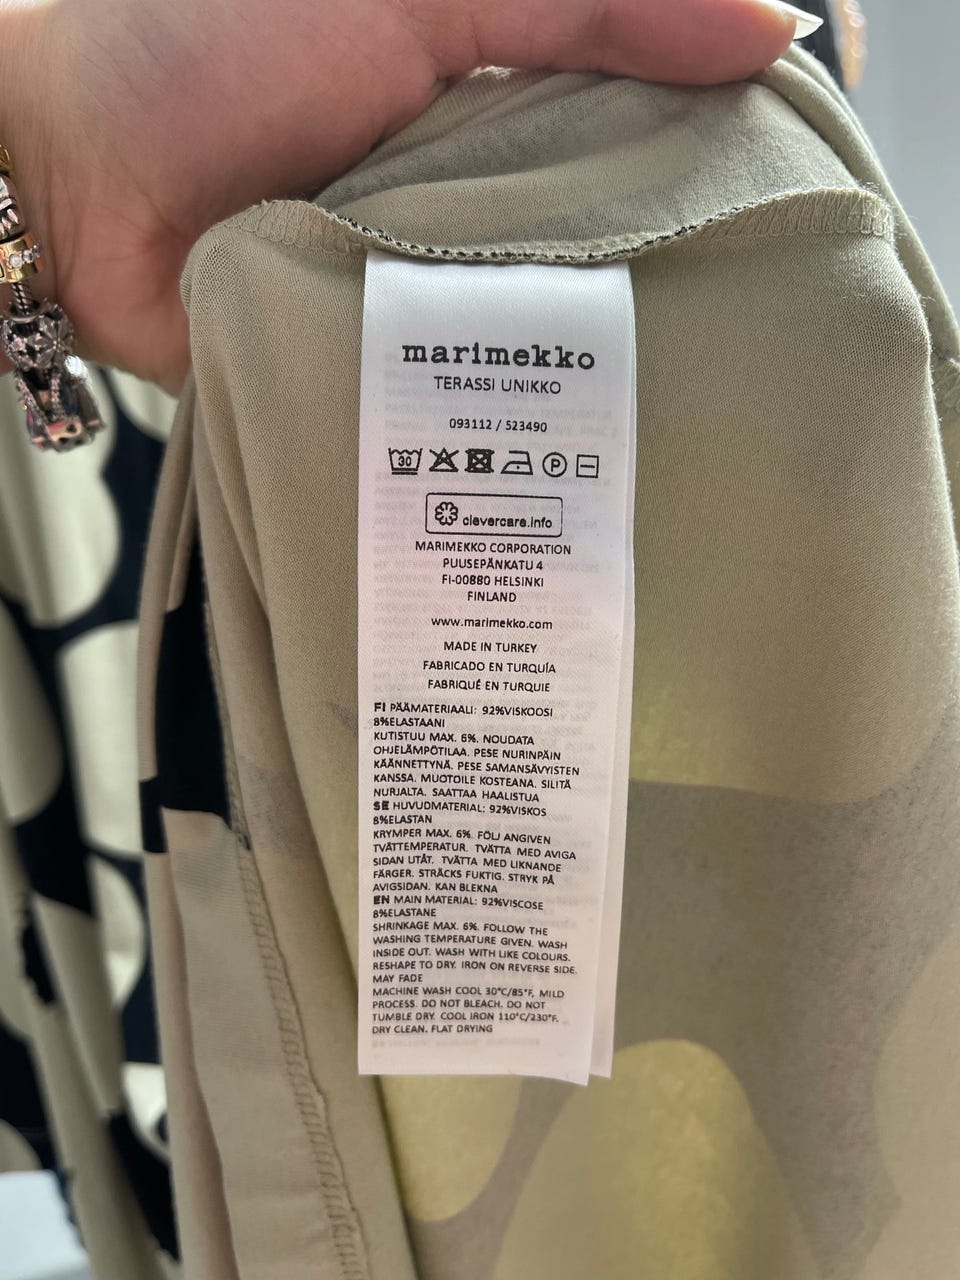 marimekko
TERASSI UNIKKO
093112 / 523490
30 P
clevercare.info
MARIMEKKO CORPORATION
PUUSEPÄNKATU 4
FI-00880 HELSINKI
FINLAND
www.marimekko.com
MADE IN TURKEY
FABRICADO EN TURQUÍA
FABRIQUÉ EN TURQUIE
FI PÄÄMATERIAALI: 92%VISKOOSI
8%ELASTAANI
KUTISTUU MAX. 6%. NOUDATA
OHJELÄMPÖTILAA. PESE NURINPÄIN
KÄÄNNETTYNÄ. PESE SAMANSÄVYISTEN
KANSSA. MUOTOILE KOSTEANA. SILITÄ
NURJALTA. SAATTAA HAALISTUA
SE HUVUDMATERIAL: 92%VISKOS
8%ELASTAN
KRYMPER MAX. 6%. FÖLJ ANGIVEN
TVÄTTEMPERATUR. TVÄTTA MED AVIGA
SIDAN UTÅT. TVÄTTA MED LIKNANDE
FÄRGER. STRÄCKS FUKTIG. STRYK PÅ
AVIGSIDAN. KAN BLEKNA
EN MAIN MATERIAL: 92%VISCOSE
8%ELASTANE
SHRINKAGE MAX. 6%. FOLLOW THE
WASHING TEMPERATURE GIVEN. WASH
INSIDE OUT. WASH WITH LIKE COLOURS.
RESHAPE TO DRY. IRON ON REVERSE SIDE.
MAY FADE
MACHINE WASH COOL 30°C/85°F, MILD
PROCESS. DO NOT BLEACH. DO NOT
TUMBLE DRY. COOL IRON 110°C/230°F.
DRY CLEAN. FLAT DRYING